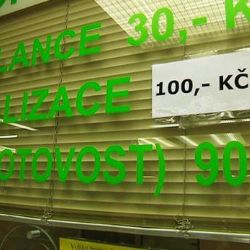 LANCE 30,- K
LIZACE 100,- KČ
OTOVOST) 90